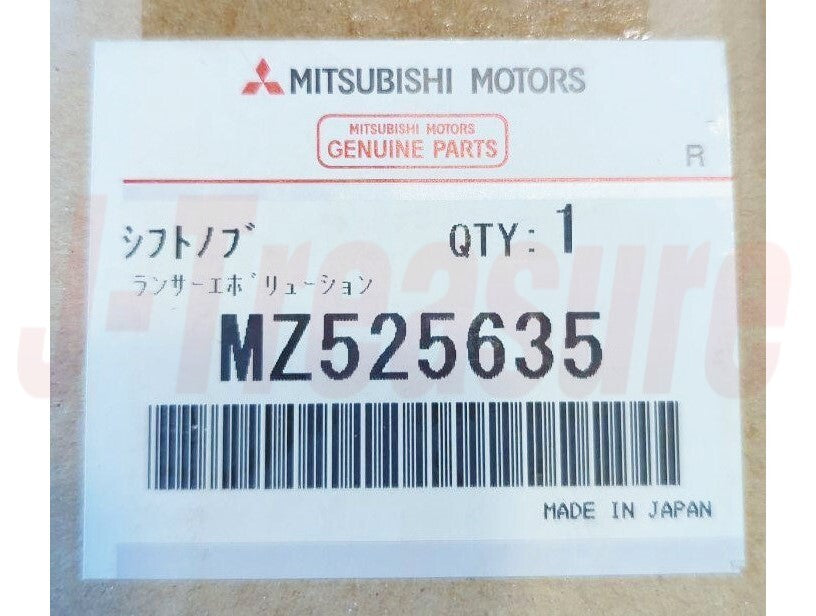 MITSUBISHI MOTORS
MITSUBISHI MOTORS
GENUINE PARTS
R
シフトノブ QTY: 1
ランサーエボリューション
MZ525635
MADE IN JAPAN
J-Treasure